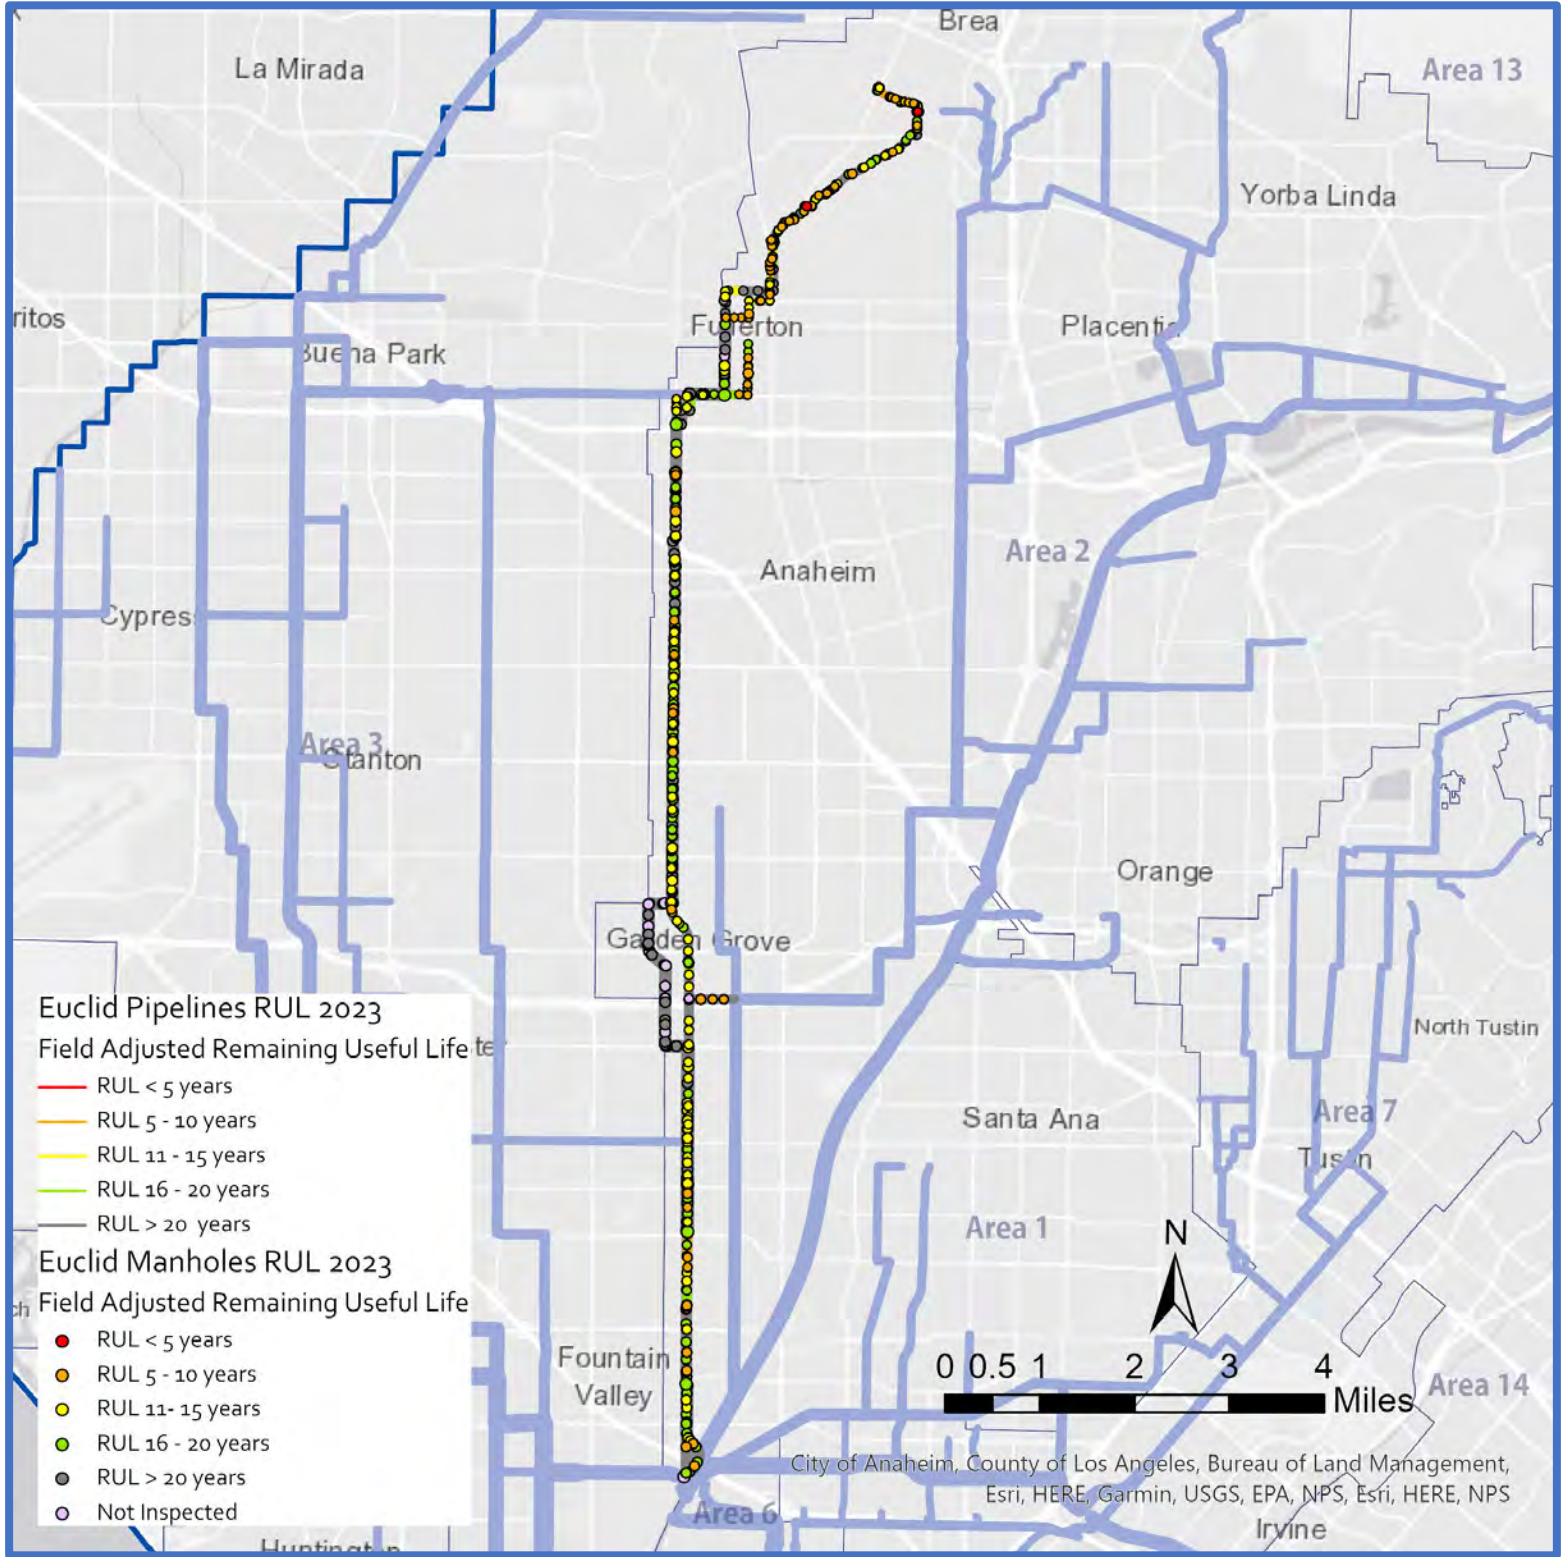 Brea
La Mirada
Area 13
Yorba Linda
ritos
Fullerton
Placentia
Buena Park
Area 2
Anaheim
Cypress
Area 3
Stanton
Orange
Garden Grove
North Tustin
Euclid Pipelines RUL 2023
Field Adjusted Remaining Useful Life
RUL < 5 years
RUL 5 - 10 years
RUL 11 - 15 years
RUL 16 - 20 years
RUL > 20 years
Euclid Manholes RUL 2023
Field Adjusted Remaining Useful Life
RUL < 5 years
RUL 5 - 10 years
RUL 11- 15 years
RUL 16 - 20 years
RUL > 20 years
Not Inspected
Santa Ana
Area 7
Tustin
Area 1
N
Fountain
Valley
0 0.5 1 2 3 4
Miles
Area 14
City of Anaheim, County of Los Angeles, Bureau of Land Management,
Esri, HERE, Garmin, USGS, EPA, NPS, Esri, HERE, NPS
Area 6
Irvine